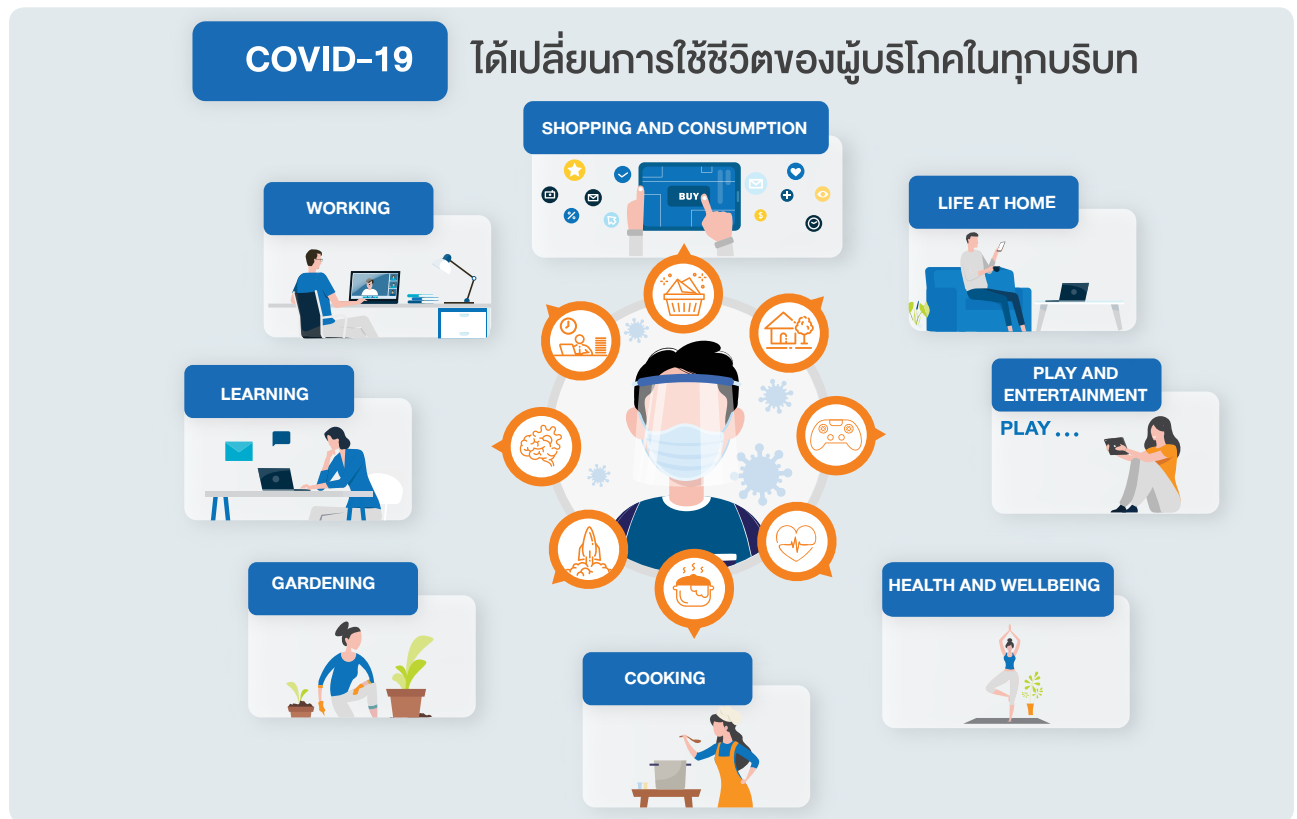 COVID-19 ได้เปลี่ยนการใช้ชีวิตของผู้บริโภคในทุกบริบท
SHOPPING AND CONSUMPTION
BUY
WORKING
LIFE AT HOME
LEARNING
PLAY AND
ENTERTAINMENT
PLAY...
GARDENING
HEALTH AND WELLBEING
COOKING